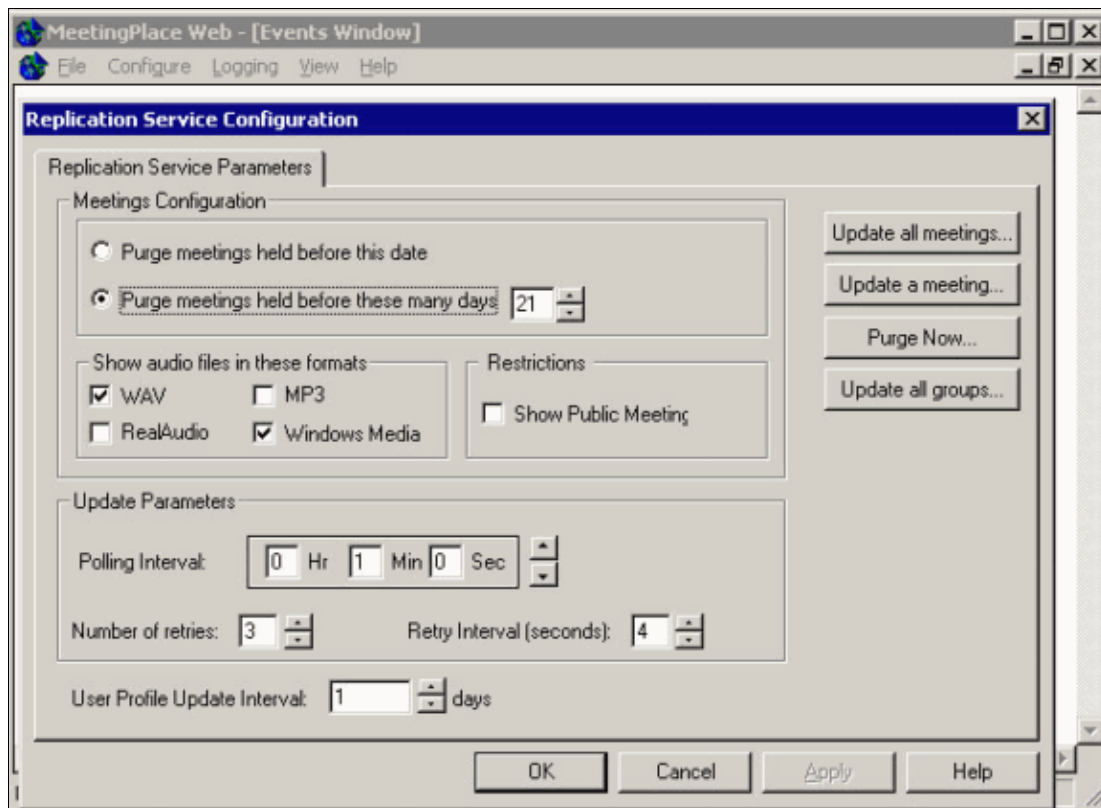 MeetingPlace Web - [Events Window]
File Configure Logging View Help
Replication Service Configuration
Replication Service Parameters
Meetings Configuration
Purge meetings held before this date
Purge meetings held before these many days 21
Update all meetings...
Update a meeting...
Purge Now...
Update all groups...
Show audio files in these formats
WAV MP3
RealAudio Windows Media
Restrictions
Show Public Meeting
Update Parameters
Polling Interval: 0 Hr 1 Min 0 Sec
Number of retries: 3 Retry Interval (seconds): 4
User Profile Update Interval: 1 days
OK Cancel Apply Help